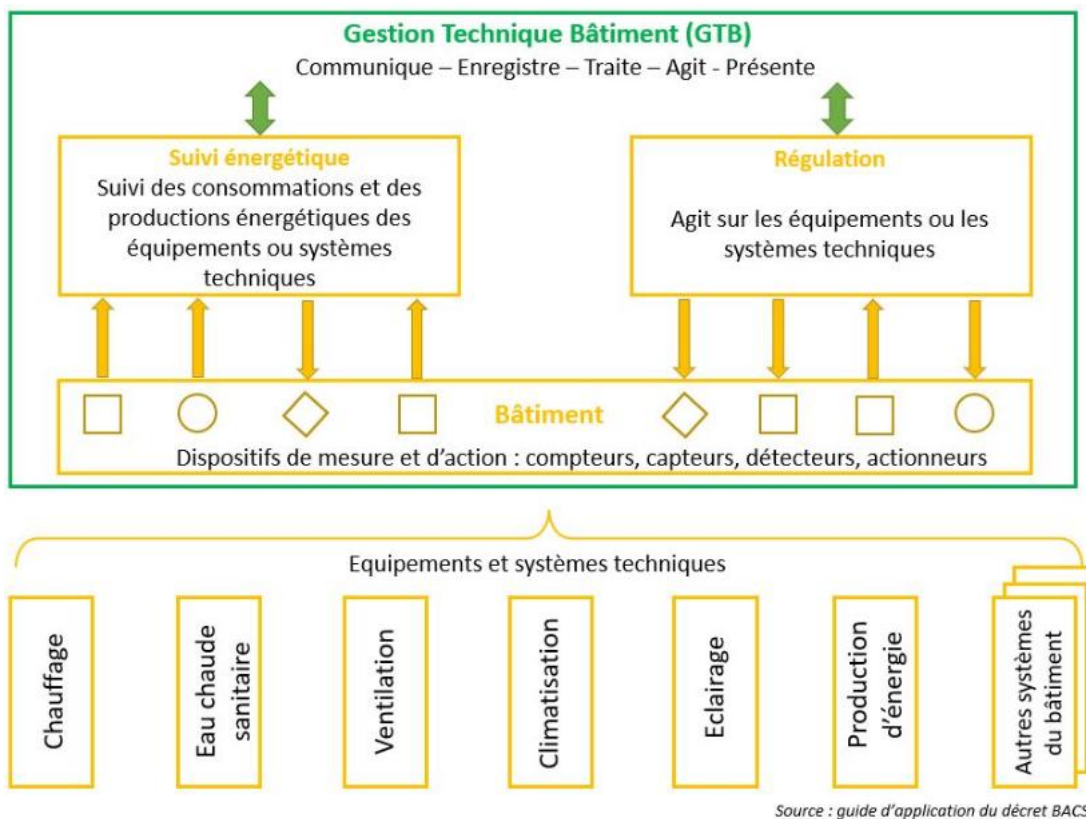 Gestion Technique Bâtiment (GTB)
Communique – Enregistre – Traite – Agit - Présente
Suivi énergétique
Suivi des consommations et des
productions énergétiques des
équipements ou systèmes
techniques
Régulation
Agit sur les équipements ou les
systèmes techniques
Bâtiment
Dispositifs de mesure et d'action : compteurs, capteurs, détecteurs, actionneurs
Equipements et systèmes techniques
Chauffage
Eau chaude
sanitaire
Ventilation
Climatisation
Eclairage
Production
d'énergie
Autres systèmes
du bâtiment
Source : guide d'application du décret BACS